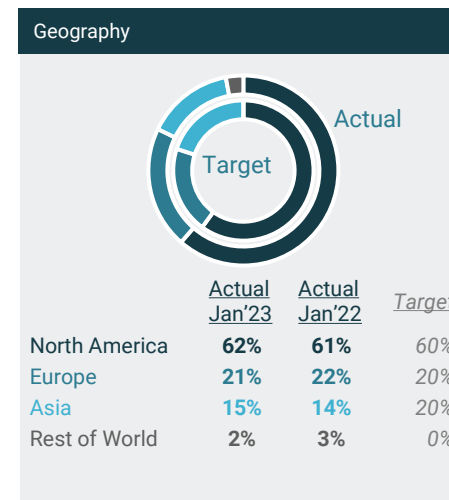 Geography
Actual
Target
Actual Actual
Jan'23 Jan'22 Target
North America 62% 61% 60%
Europe 21% 22% 20%
Asia 15% 14% 20%
Rest of World 2% 3% 0%